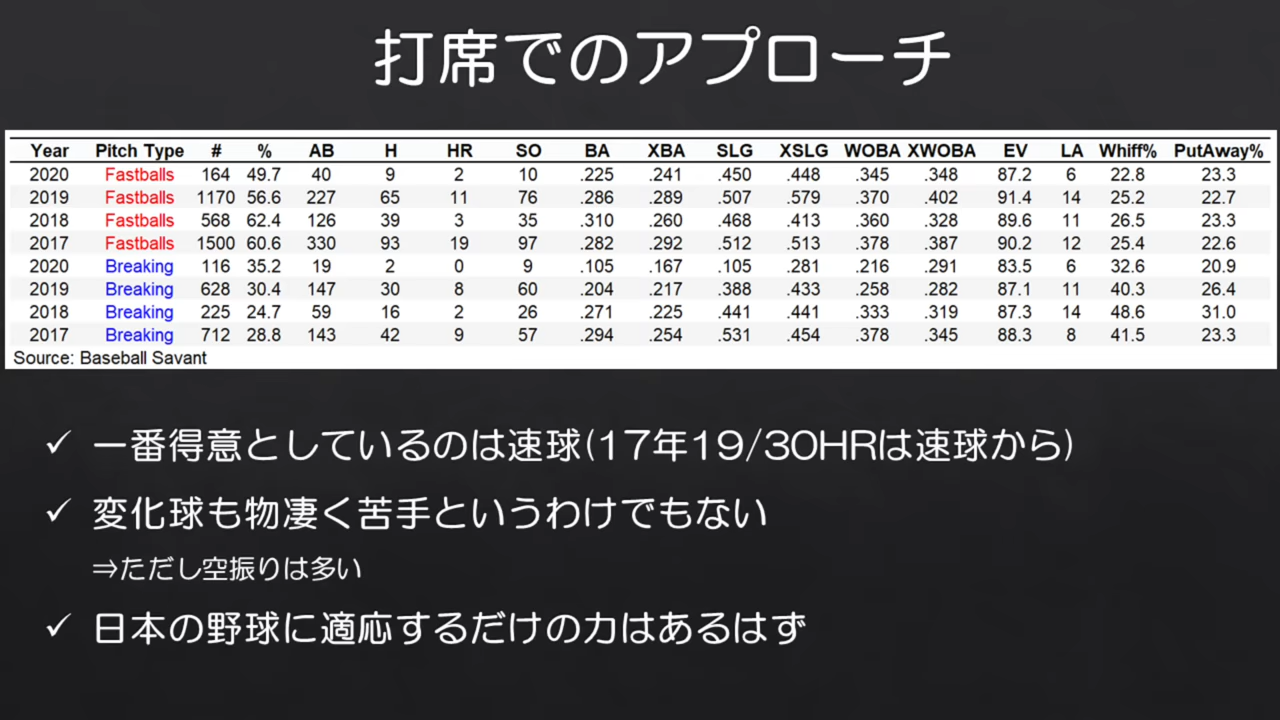 打席でのアプローチ
Year Pitch Type # % AB H HR SO BA XBA SLG XSLG WOBA XWOBA EV LA Whiff% PutAway%
2020 Fastballs 164 49.7 40 9 2 10 .225 .241 .450 .448 .345 .348 87.2 6 22.8 23.3
2019 Fastballs 1170 56.6 227 65 11 76 .286 .289 .507 .579 .370 .402 91.4 14 25.2 22.7
2018 Fastballs 568 62.4 126 39 3 35 .310 .260 .468 .413 .360 .328 89.6 11 26.5 23.3
2017 Fastballs 1500 60.6 330 93 19 97 .282 .292 .512 .513 .378 .387 90.2 12 25.4 22.6
2020 Breaking 116 35.2 19 2 0 9 .105 .167 .105 .281 .216 .291 83.5 6 32.6 20.9
2019 Breaking 628 30.4 147 30 8 60 .204 .217 .388 .433 .258 .282 87.1 11 40.3 26.4
2018 Breaking 225 24.7 59 16 2 26 .271 .225 .441 .441 .333 .319 87.3 14 48.6 31.0
2017 Breaking 712 28.8 143 42 9 57 .294 .254 .531 .454 .378 .345 88.3 8 41.5 23.3
Source: Baseball Savant
✓ 一番得意としているのは速球(17年19/30HRは速球から)
✓ 変化球も物凄く苦手というわけでもない
⇒ただし空振りは多い
✓ 日本の野球に適応するだけの力はあるはず